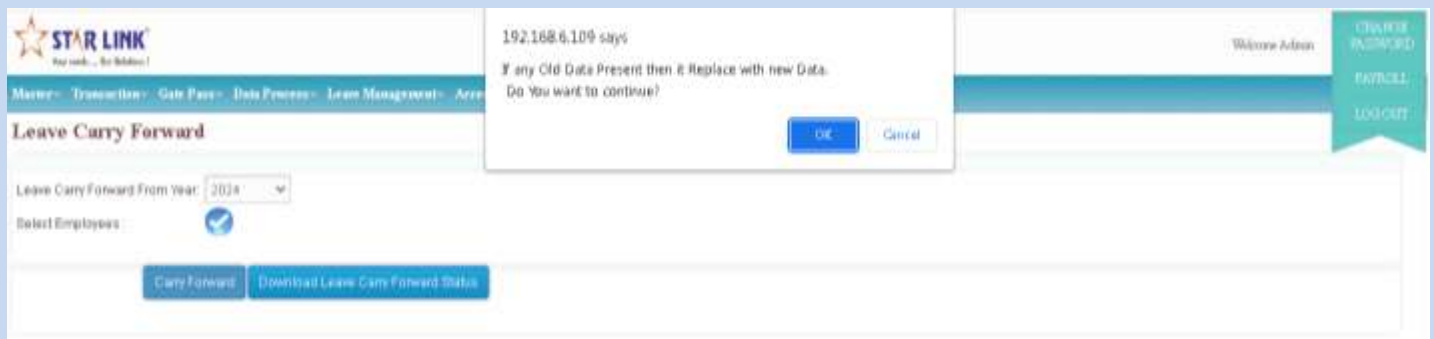 STAR LINK
192.168.6.109 says
If any Old Data Present then it Replace with new Data.
Do You want to continue?
OK
Cancel
Welcome Admin
CHANGE
PASSWORD
PAYROLL
LOG OUT
Master Transaction Gate Pass Data Process Leave Management
Leave Carry Forward
Leave Carry Forward From Year: 2024
Select Employees :
Carry Forward
Download Leave Carry Forward Status